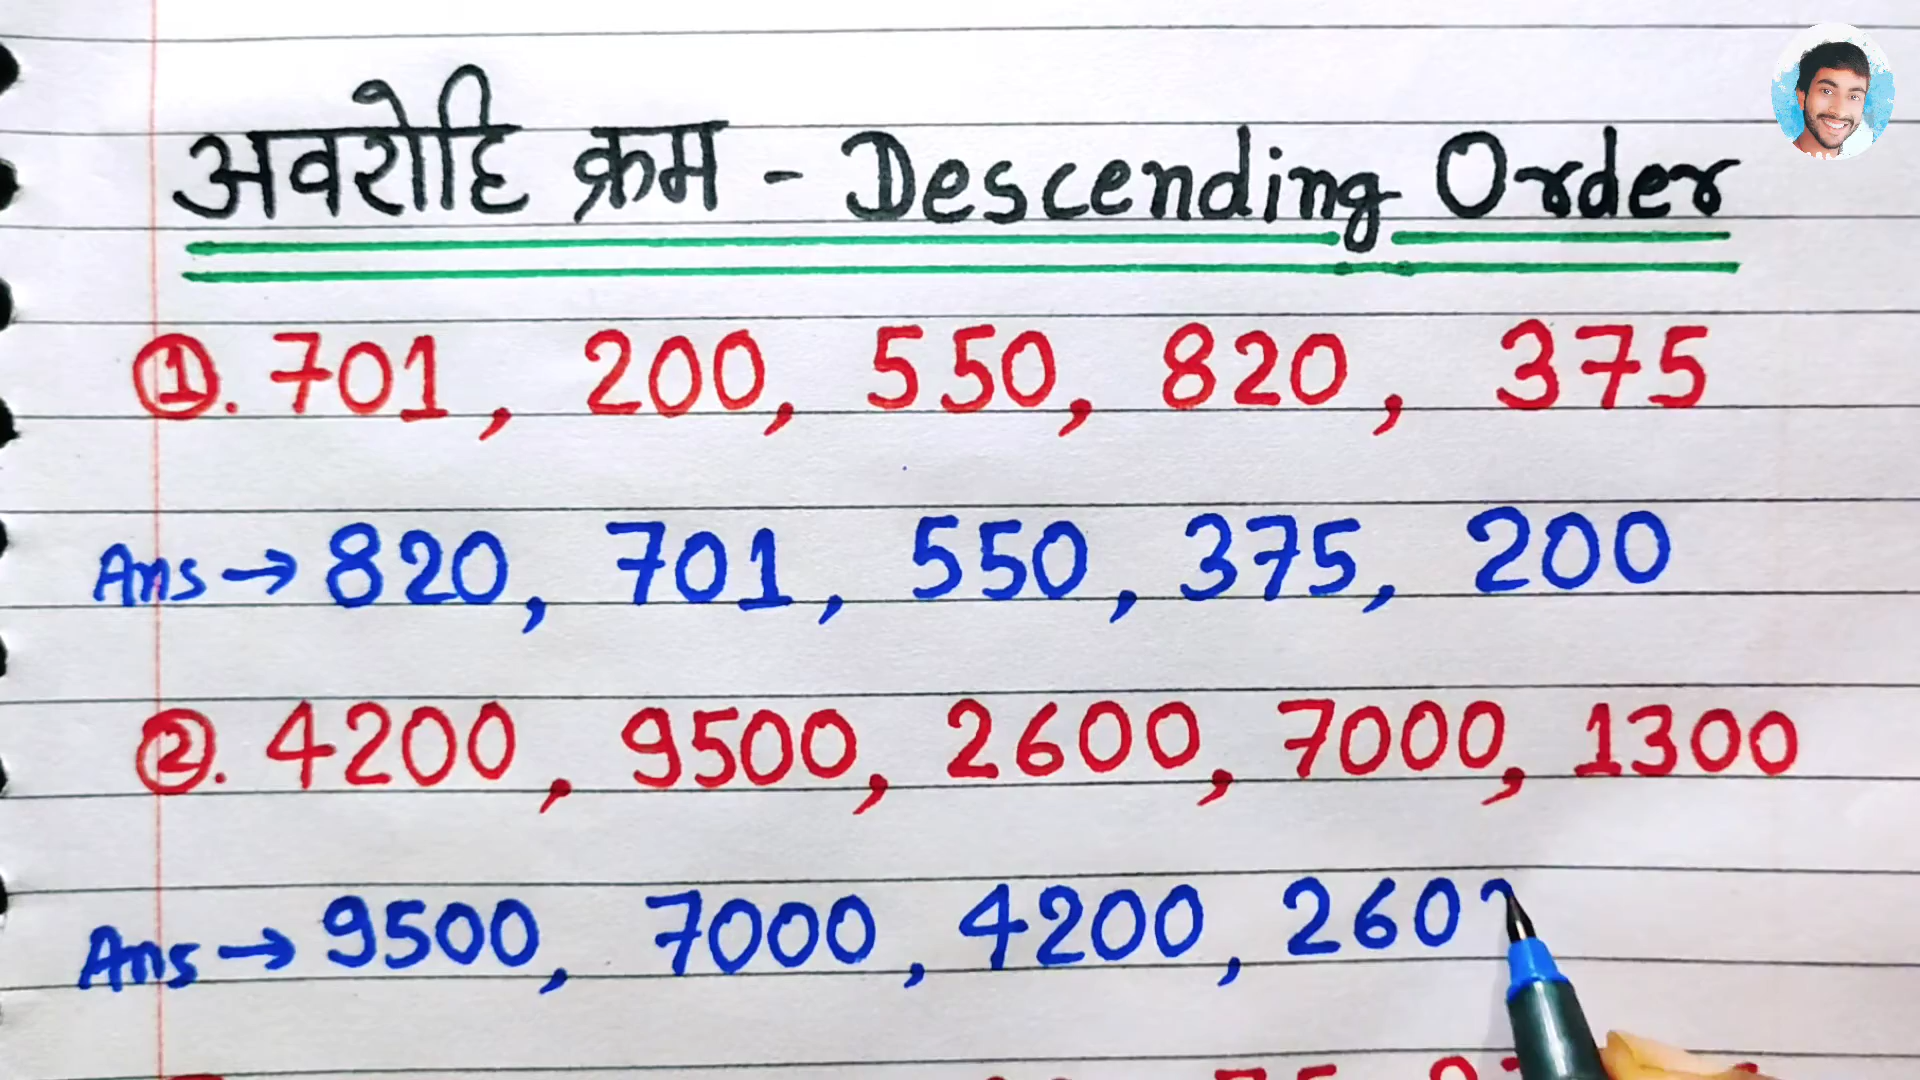 अवरोहि क्रम - Descending Order
①. 701, 200, 550, 820, 375
Ans → 820, 701, 550, 375, 200
②. 4200, 9500, 2600, 7000, 1300
Ans → 9500, 7000, 4200, 260